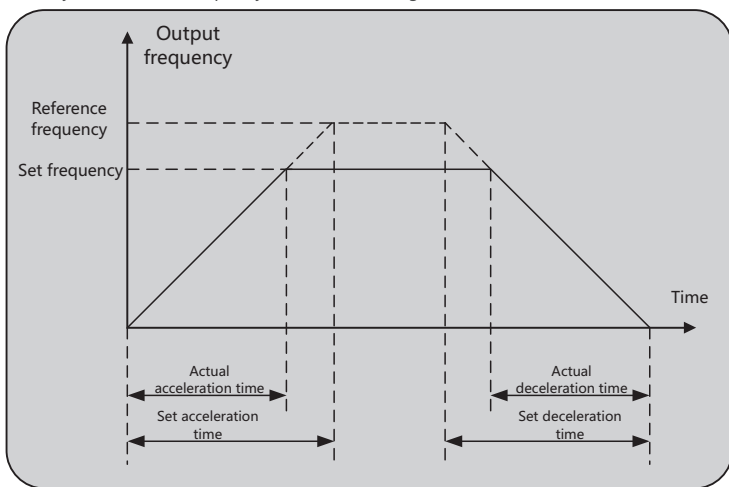 Output
frequency
Reference
frequency
Set frequency
Time
Actual
acceleration time
Actual
deceleration time
Set acceleration
time
Set deceleration
time